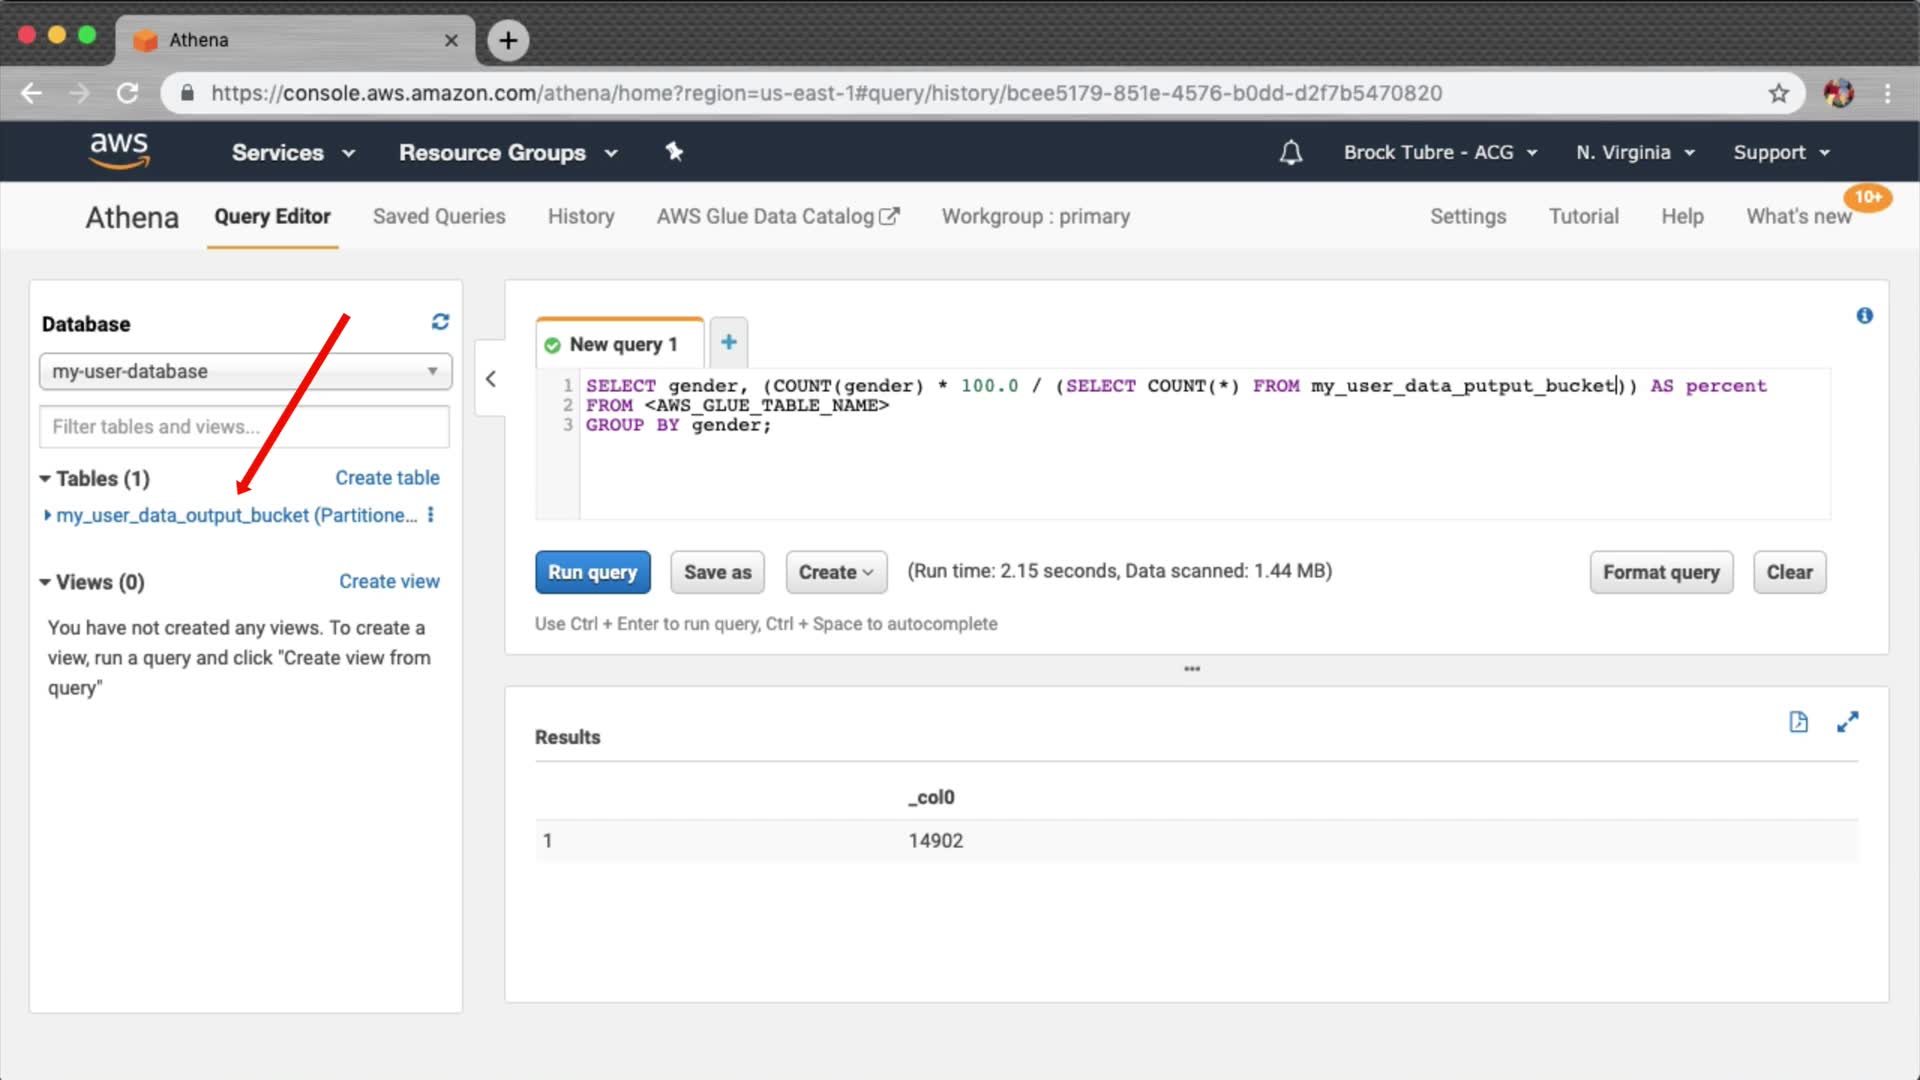 Athena
https://console.aws.amazon.com/athena/home?region=us-east-1#query/history/bcee5179-851e-4576-b0dd-d2f7b5470820
aws Services Resource Groups Brock Tubre - ACG N. Virginia Support
Athena Query Editor Saved Queries History AWS Glue Data Catalog Workgroup : primary Settings Tutorial Help What's new 10+
Database
my-user-database
Filter tables and views...
Tables (1) Create table
my_user_data_output_bucket (Partitione...
Views (0) Create view
You have not created any views. To create a
view, run a query and click "Create view from
query"
New query 1
1 SELECT gender, (COUNT(gender) * 100.0 / (SELECT COUNT(*) FROM my_user_data_putput_bucket)) AS percent
2 FROM <AWS_GLUE_TABLE_NAME>
3 GROUP BY gender;
Run query Save as Create (Run time: 2.15 seconds, Data scanned: 1.44 MB) Format query Clear
Use Ctrl + Enter to run query, Ctrl + Space to autocomplete
Results
_col0
1 14902